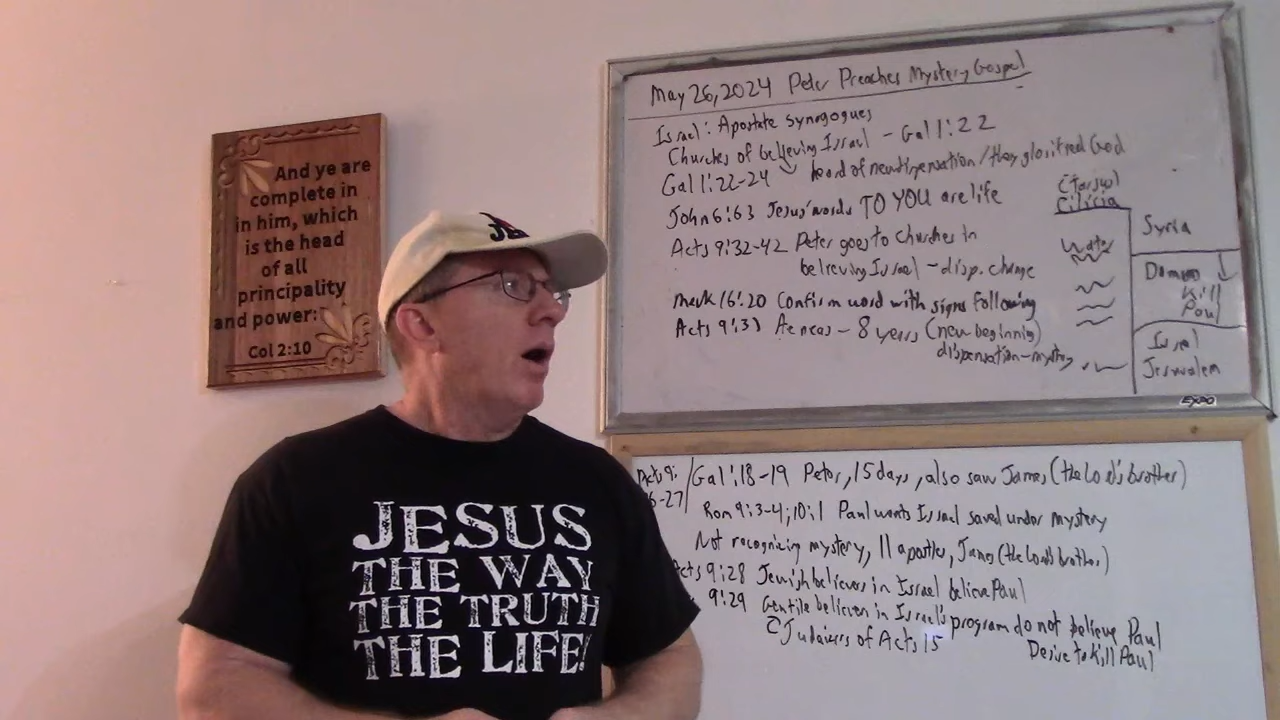 And ye are
complete in
in him, which
is the head
of all
principality
and power:
Col 2:10
JESUS
THE WAY
THE TRUTH
THE LIFE!
May 26, 2024 Peter Preaches Mystery Gospel
Israel: Apostate synagogues
Churches of believing Israel - Gal 1:22
Gal 1:22-24 heard of new dispensation/they glorified God
John 6:63 Jesus' words TO YOU are life
Acts 9:32-42 Peter goes to churches in
believing Israel - disp. change
Mark 16:20 Confirm word with signs following
Acts 9:33 Aeneas - 8 years (new beginning)
dispensation-mystery
(Tarsus)
Cilicia
Water
Syria
Kill
Paul
Israel
Jerusalem
EXPO
Acts 9:
6-27/ Gal 1:18-19 Peter, 15 days, also saw James (the Lord's brother)
Rom 9:3-4; 10:1 Paul wants Israel saved under mystery
Not recognizing mystery, 11 apostles, James (the Lord's brother)
Acts 9:28 Jewish believers in Israel believe Paul
9:29 Gentile believers in Israel's program do not believe Paul
Judaizers of Acts 15 Desire to kill Paul